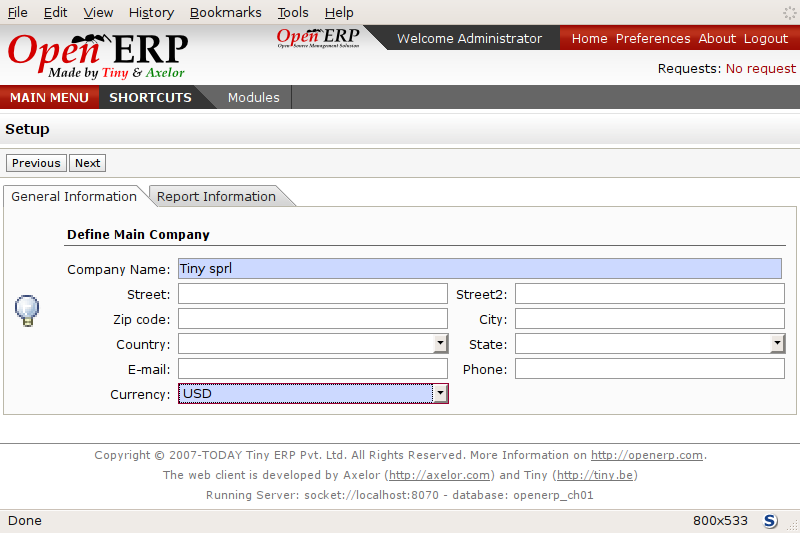 File Edit View History Bookmarks Tools Help
Open ERP
Made by Tiny & Axelor
Open ERP
Open Source Management Solution
Welcome Administrator
Home Preferences About Logout
Requests: No request
MAIN MENU SHORTCUTS Modules
Setup
Previous Next
General Information Report Information
Define Main Company
Company Name: Tiny sprl
Street: Street2:
Zip code: City:
Country: State:
E-mail: Phone:
Currency: USD
Copyright © 2007-TODAY Tiny ERP Pvt. Ltd. All Rights Reserved. More Information on http://openerp.com.
The web client is developed by Axelor (http://axelor.com) and Tiny (http://tiny.be)
Running Server: socket://localhost:8070 - database: openerp_ch01
Done 800x533 S